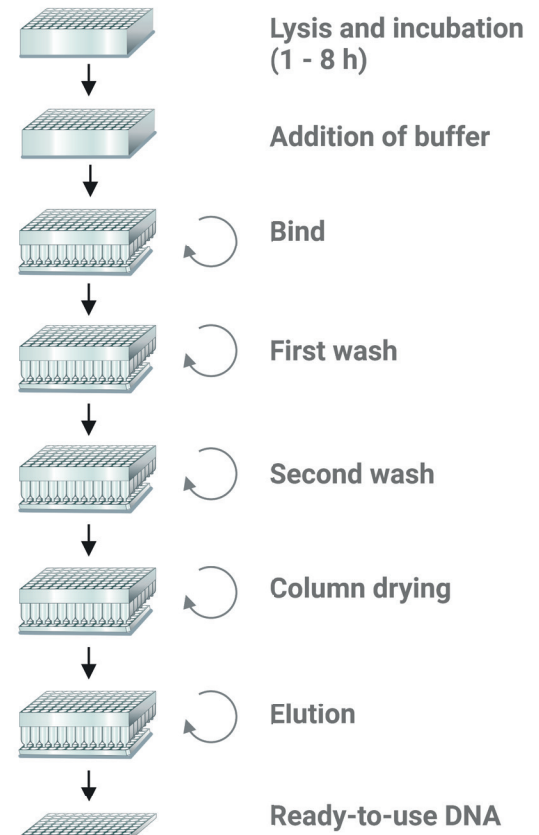 Lysis and incubation
(1 - 8 h)
Addition of buffer
Bind
First wash
Second wash
Column drying
Elution
Ready-to-use DNA